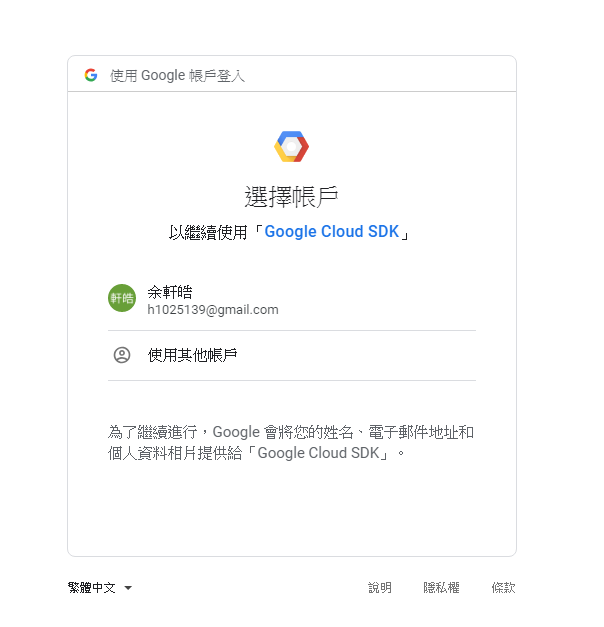 使用 Google 帳戶登入
選擇帳戶
以繼續使用「Google Cloud SDK」
軒皓
余軒皓
h1025139@gmail.com
使用其他帳戶
為了繼續進行，Google 會將您的姓名、電子郵件地址和
個人資料相片提供給「Google Cloud SDK」。
繁體中文
說明
隱私權
條款